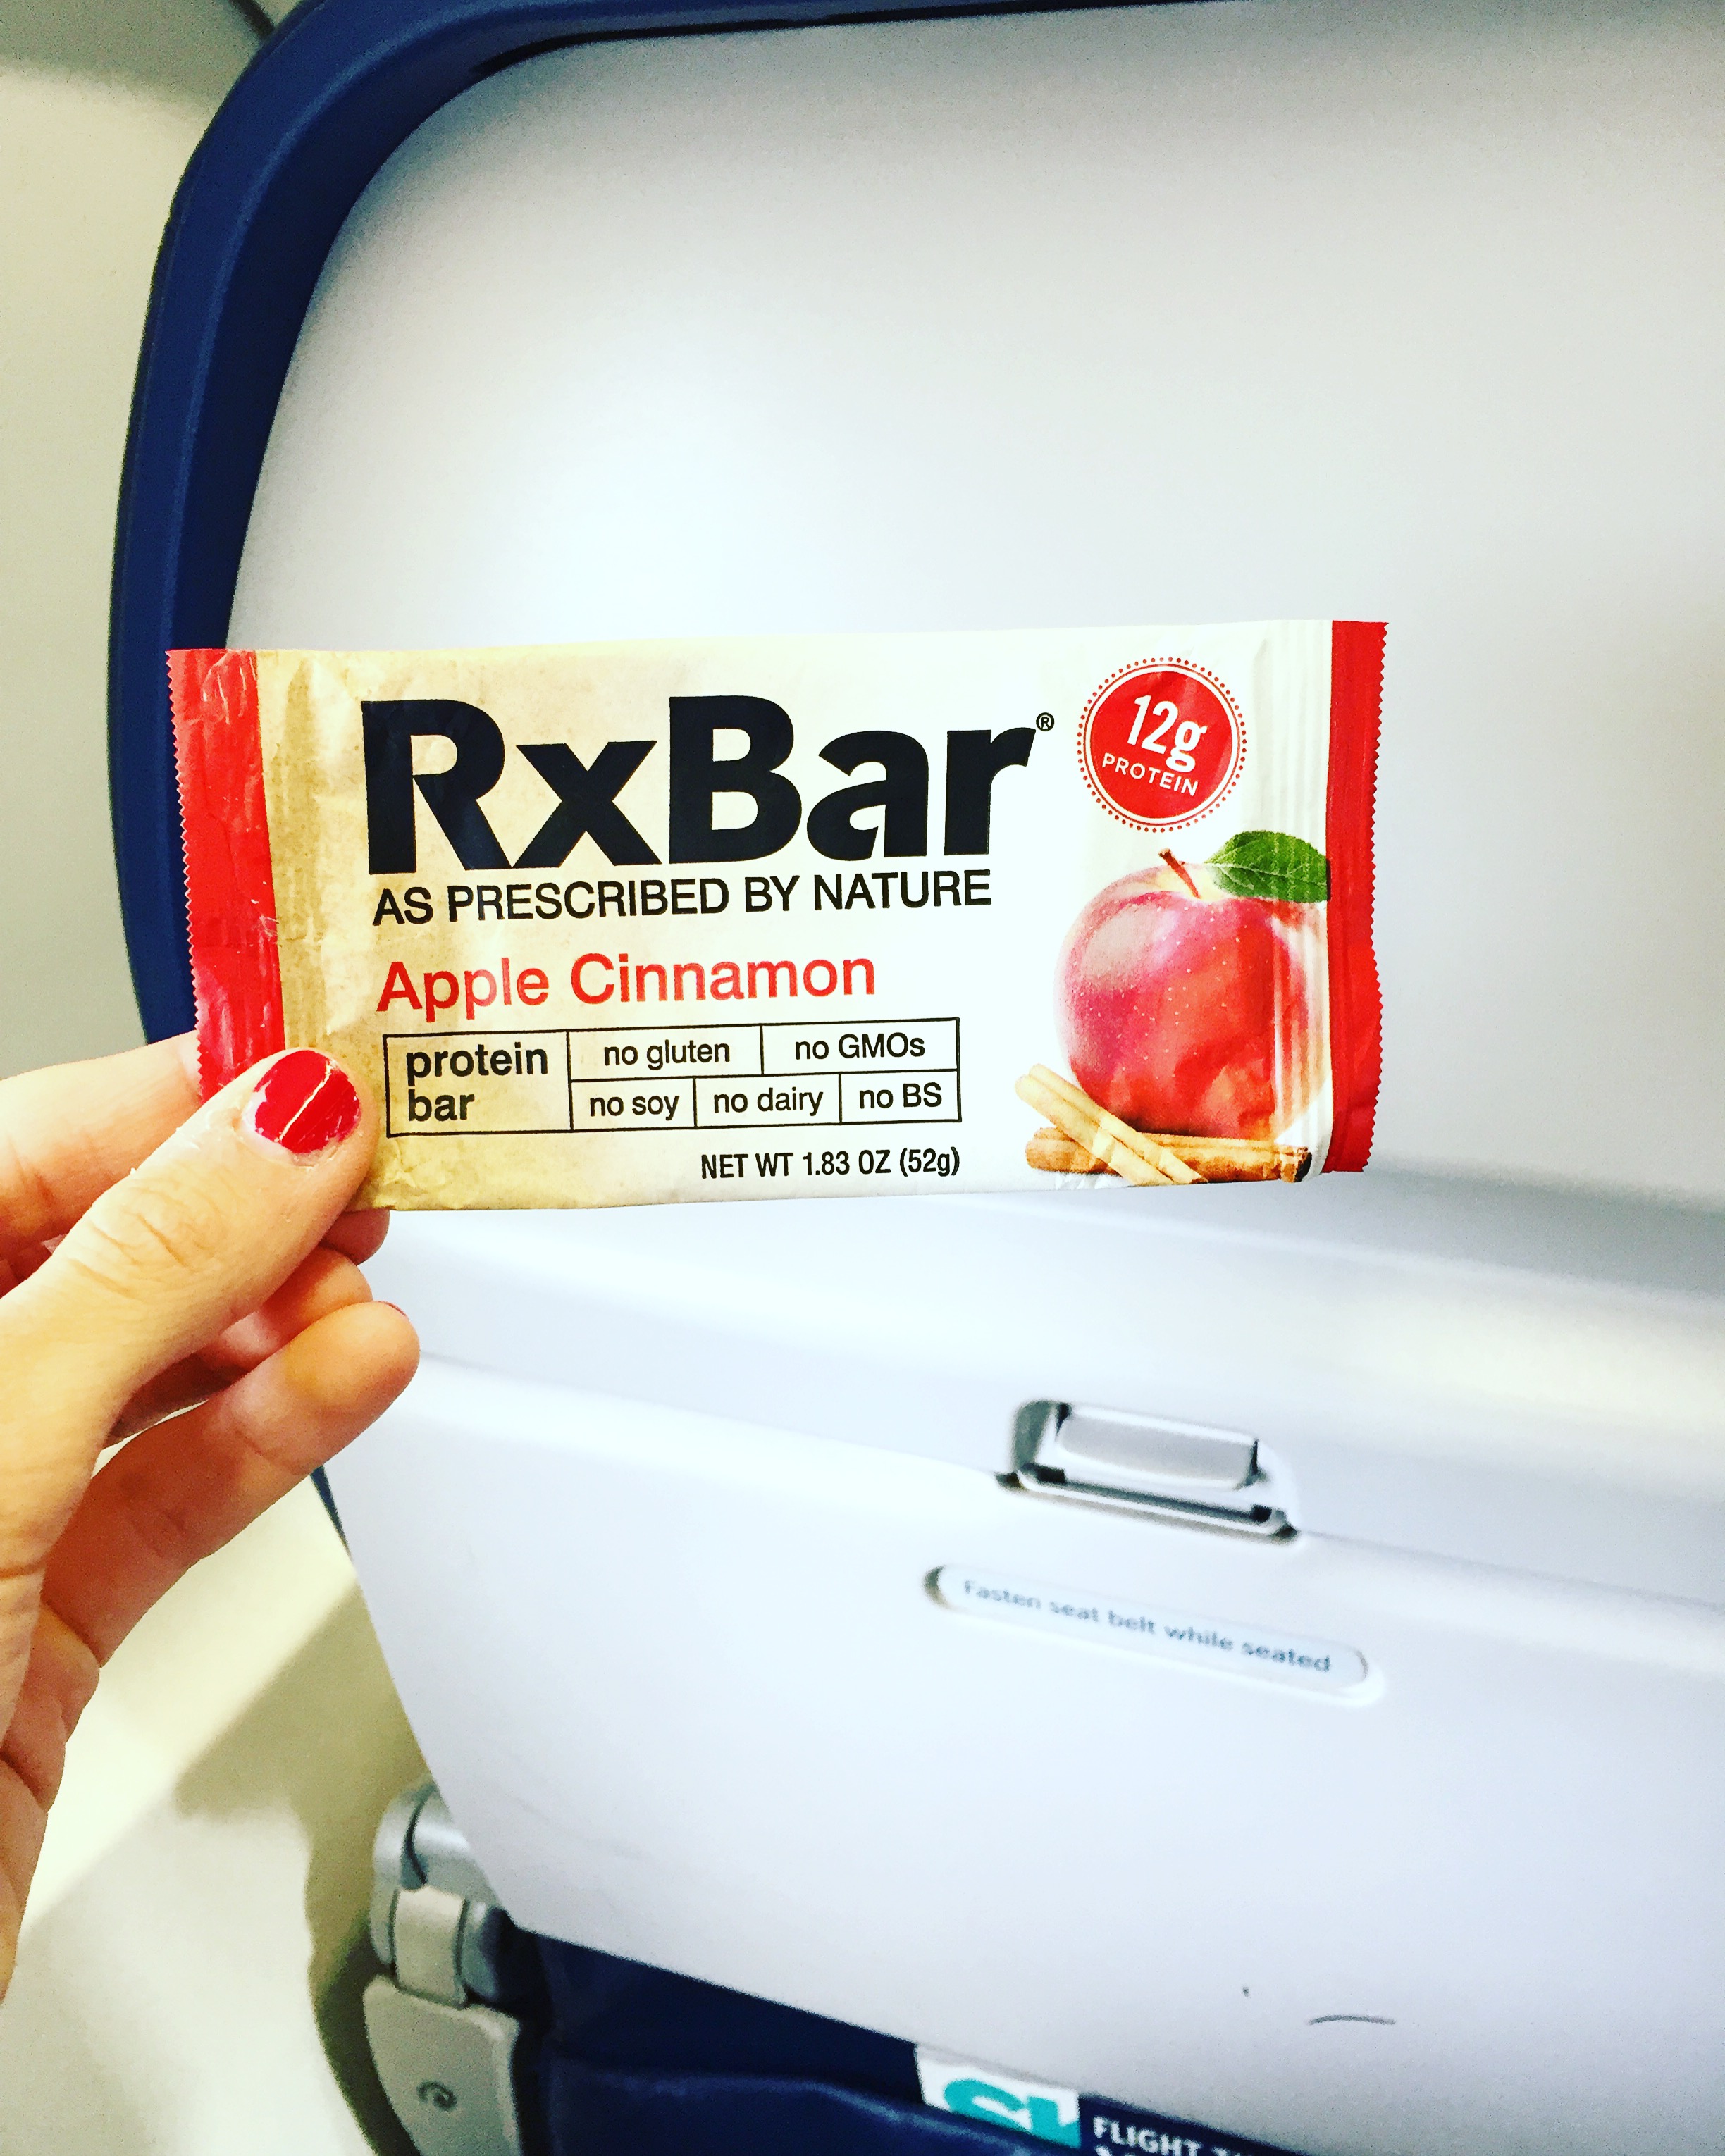 RxBar®
12g
PROTEIN
AS PRESCRIBED BY NATURE
Apple Cinnamon
protein
bar
no gluten
no GMOs
no soy
no dairy
no BS
NET WT 1.83 OZ (52g)
Fasten seat belt while seated
FLIGHT